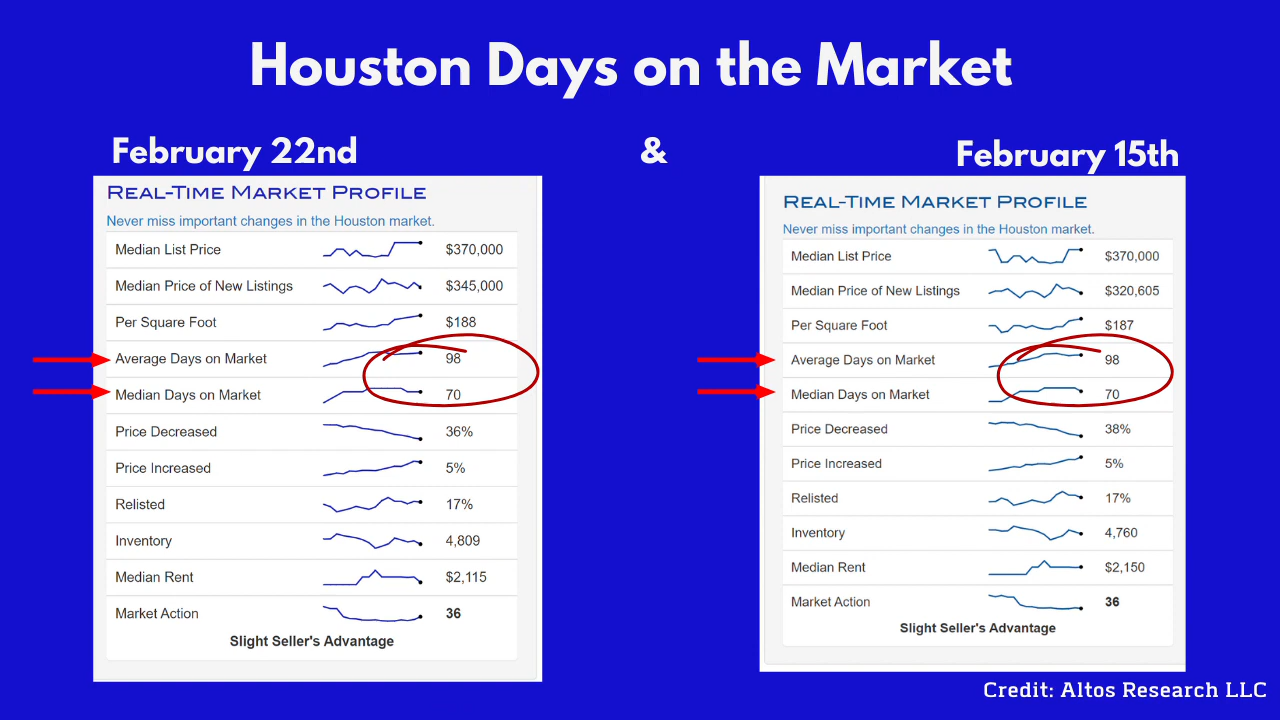 Houston Days on the Market
February 22nd
&
February 15th
REAL-TIME MARKET PROFILE
Never miss important changes in the Houston market.
Median List Price $370,000
Median Price of New Listings $345,000
Per Square Foot $188
Average Days on Market 98
Median Days on Market 70
Price Decreased 36%
Price Increased 5%
Relisted 17%
Inventory 4,809
Median Rent $2,115
Market Action 36
Slight Seller's Advantage
REAL-TIME MARKET PROFILE
Never miss important changes in the Houston market.
Median List Price $370,000
Median Price of New Listings $320,605
Per Square Foot $187
Average Days on Market 98
Median Days on Market 70
Price Decreased 38%
Price Increased 5%
Relisted 17%
Inventory 4,760
Median Rent $2,150
Market Action 36
Slight Seller's Advantage
Credit: Altos Research LLC